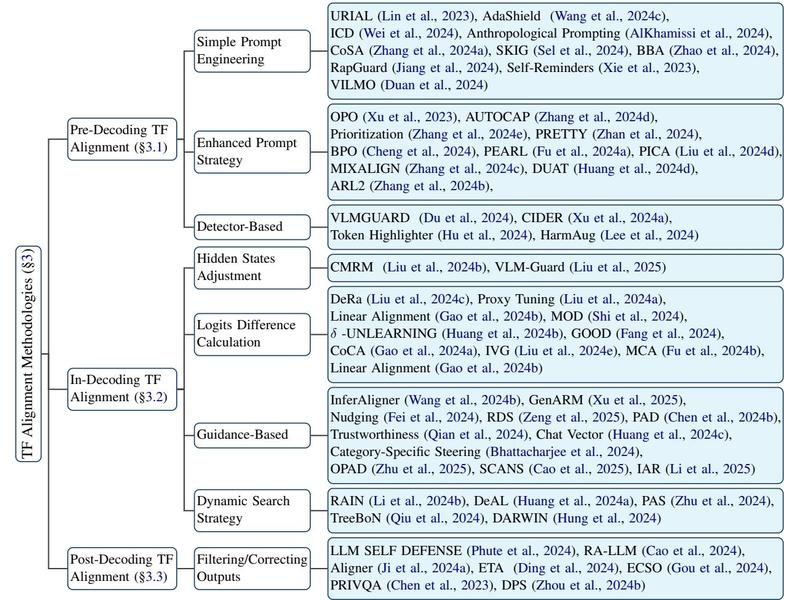 TF Alignment Methodologies (§3)
Pre-Decoding TF
Alignment (§3.1)
Simple Prompt
Engineering
URIAL (Lin et al., 2023), AdaShield (Wang et al., 2024c),
ICD (Wei et al., 2024), Anthropological Prompting (AlKhamissi et al., 2024),
CoSA (Zhang et al., 2024a), SKIG (Sel et al., 2024), BBA (Zhao et al., 2024),
RapGuard (Jiang et al., 2024), Self-Reminders (Xie et al., 2023),
VILMO (Duan et al., 2024)
Enhanced Prompt
Strategy
OPO (Xu et al., 2023), AUTOCAP (Zhang et al., 2024d),
Prioritization (Zhang et al., 2024e), PRETTY (Zhan et al., 2024),
BPO (Cheng et al., 2024), PEARL (Fu et al., 2024a), PICA (Liu et al., 2024d),
MIXALIGN (Zhang et al., 2024c), DUAT (Huang et al., 2024d),
ARL2 (Zhang et al., 2024b),
Detector-Based
VLMGUARD (Du et al., 2024), CIDER (Xu et al., 2024a),
Token Highlighter (Hu et al., 2024), HarmAug (Lee et al., 2024)
In-Decoding TF
Alignment (§3.2)
Hidden States
Adjustment
CMRM (Liu et al., 2024b), VLM-Guard (Liu et al., 2025)
Logits Difference
Calculation
DeRa (Liu et al., 2024c), Proxy Tuning (Liu et al., 2024a),
Linear Alignment (Gao et al., 2024b), MOD (Shi et al., 2024),
δ -UNLEARNING (Huang et al., 2024b), GOOD (Fang et al., 2024),
CoCA (Gao et al., 2024a), IVG (Liu et al., 2024e), MCA (Fu et al., 2024b),
Linear Alignment (Gao et al., 2024b)
Guidance-Based
InferAligner (Wang et al., 2024b), GenARM (Xu et al., 2025),
Nudging (Fei et al., 2024), RDS (Zeng et al., 2025), PAD (Chen et al., 2024b),
Trustworthiness (Qian et al., 2024), Chat Vector (Huang et al., 2024c),
Category-Specific Steering (Bhattacharjee et al., 2024),
OPAD (Zhu et al., 2025), SCANS (Cao et al., 2025), IAR (Li et al., 2025)
Dynamic Search
Strategy
RAIN (Li et al., 2024b), DeAL (Huang et al., 2024a), PAS (Zhu et al., 2024),
TreeBoN (Qiu et al., 2024), DARWIN (Hung et al., 2024)
Post-Decoding TF
Alignment (§3.3)
Filtering/Correcting
Outputs
LLM SELF DEFENSE (Phute et al., 2024), RA-LLM (Cao et al., 2024),
Aligner (Ji et al., 2024a), ETA (Ding et al., 2024), ECSO (Gou et al., 2024),
PRIVQA (Chen et al., 2023), DPS (Zhou et al., 2024b)